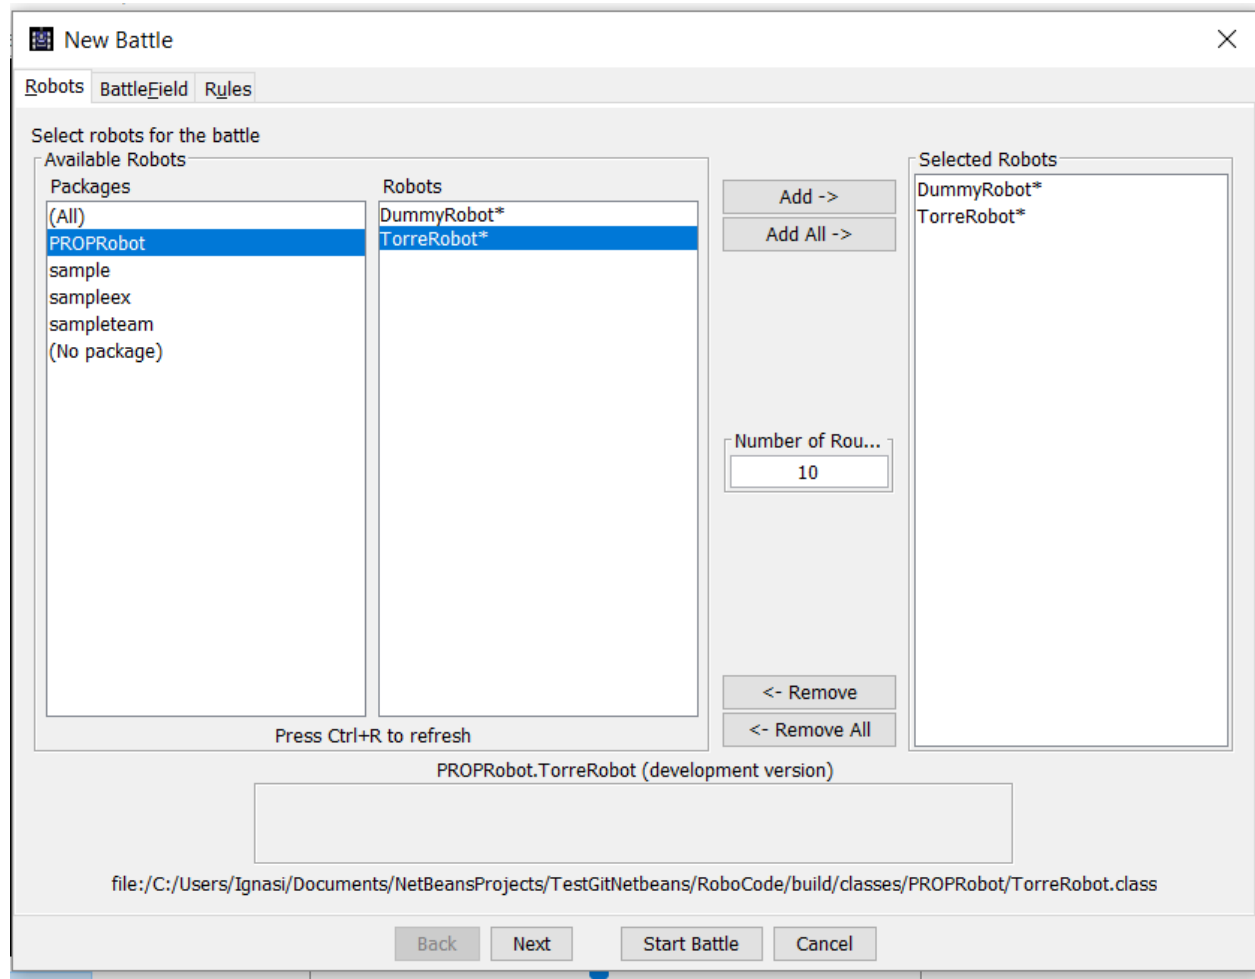 New Battle
Robots BattleField Rules
Select robots for the battle
Available Robots
Packages
(All)
PROPRobot
sample
sampleex
sampleteam
(No package)
Robots
DummyRobot*
TorreRobot*
Press Ctrl+R to refresh
Add ->
Add All ->
Number of Rou...
10
<- Remove
<- Remove All
Selected Robots
DummyRobot*
TorreRobot*
PROPRobot.TorreRobot (development version)
file:/C:/Users/Ignasi/Documents/NetBeansProjects/TestGitNetbeans/RoboCode/build/classes/PROPRobot/TorreRobot.class
Back Next Start Battle Cancel